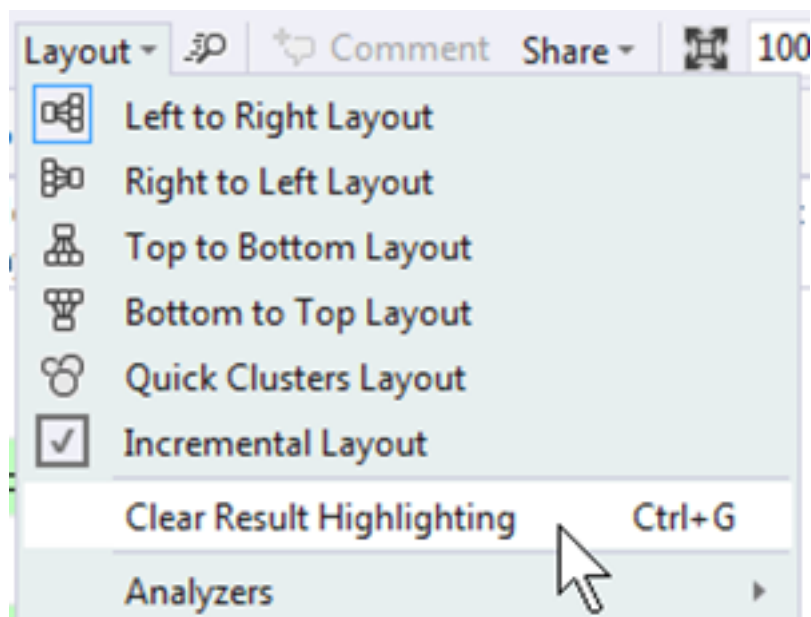 Layout Comment Share 100
Left to Right Layout
Right to Left Layout
Top to Bottom Layout
Bottom to Top Layout
Quick Clusters Layout
Incremental Layout
Clear Result Highlighting Ctrl+G
Analyzers